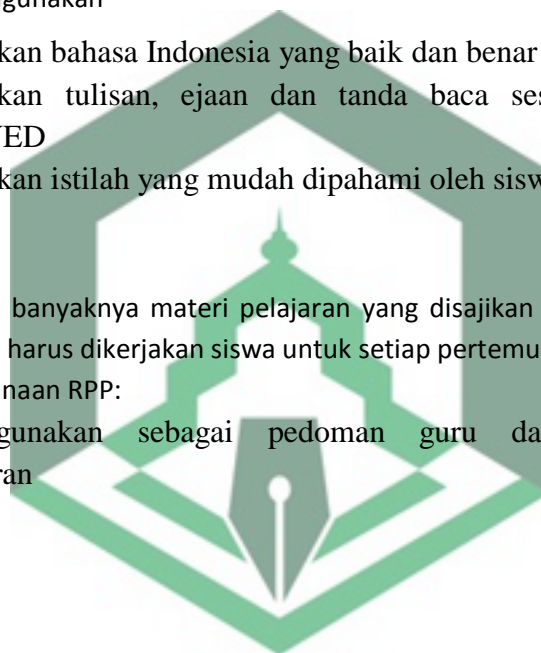 gunakan
kan bahasa Indonesia yang baik dan benar
kan tulisan, ejaan dan tanda baca ses
ED
kan istilah yang mudah dipahami oleh sisw
banyaknya materi pelajaran yang disajikan
harus dikerjakan siswa untuk setiap pertemu
naan RPP:
gunakan sebagai pedoman guru da
ran